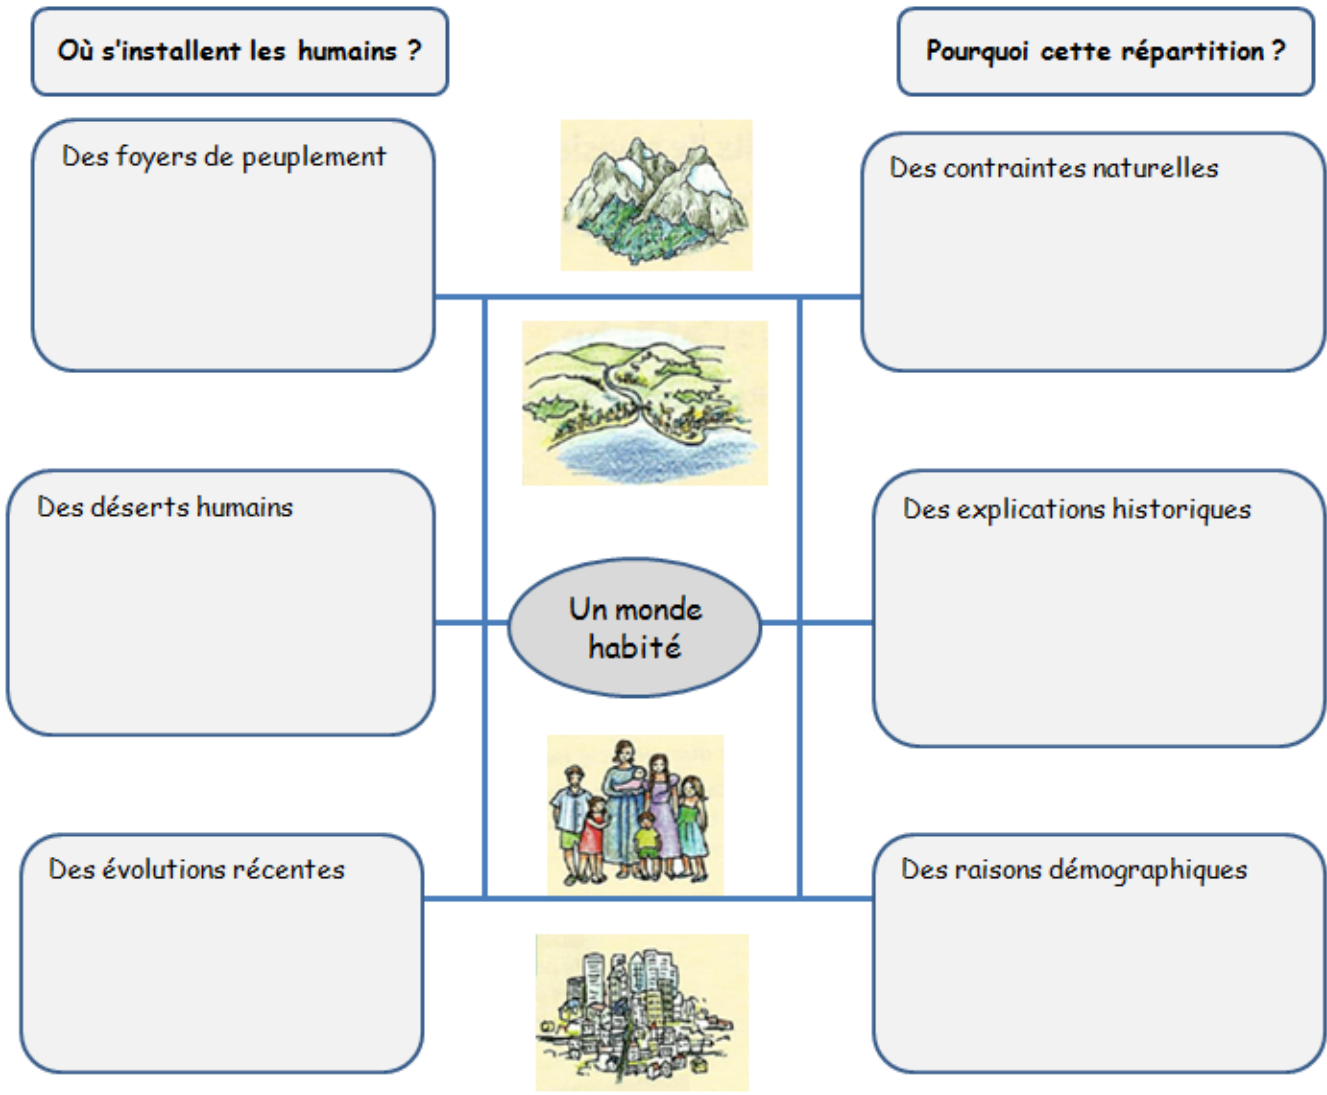 Où s'installent les humains ?
Pourquoi cette répartition ?
Des foyers de peuplement
Des contraintes naturelles
Des déserts humains
Des explications historiques
Un monde
habité
Des évolutions récentes
Des raisons démographiques